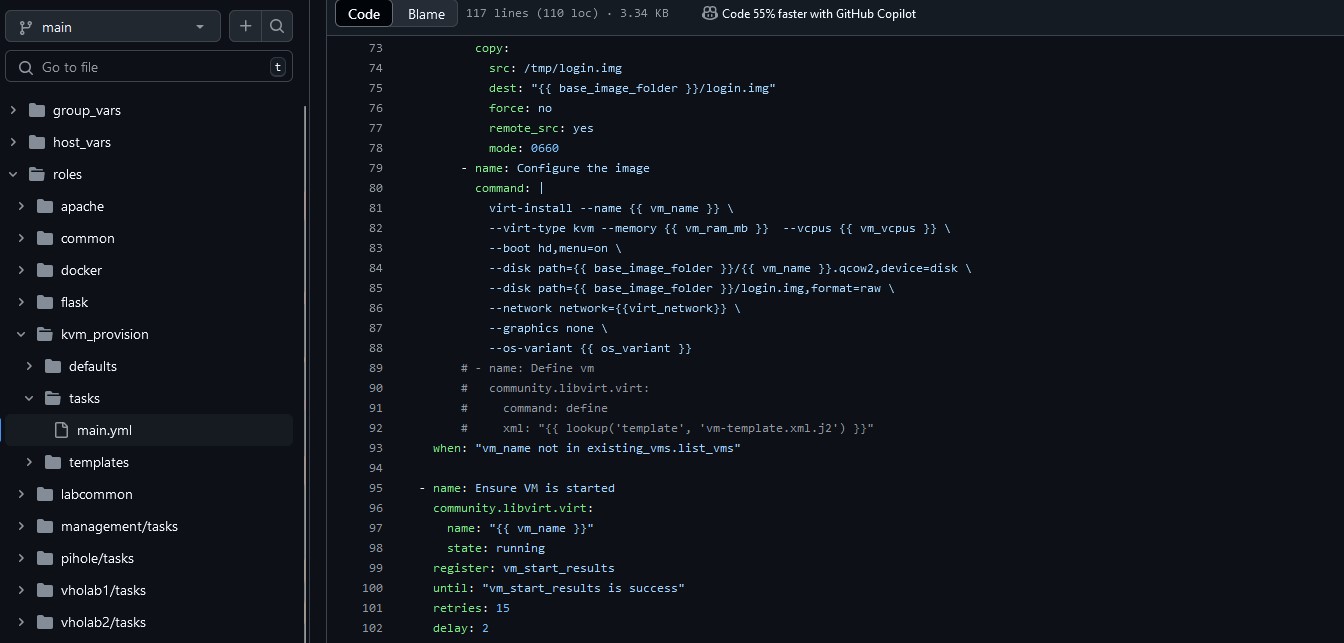 main
Go to file
t
group_vars
host_vars
roles
apache
common
docker
flask
kvm_provision
defaults
tasks
main.yml
templates
labcommon
management/tasks
pihole/tasks
vholab1/tasks
vholab2/tasks
Code Blame 117 lines (110 loc) · 3.34 KB Code 55% faster with GitHub Copilot
73 copy:
74 src: /tmp/login.img
75 dest: "{{ base_image_folder }}/login.img"
76 force: no
77 remote_src: yes
78 mode: 0660
79 - name: Configure the image
80 command: |
81 virt-install --name {{ vm_name }} \
82 --virt-type kvm --memory {{ vm_ram_mb }}  --vcpus {{ vm_vcpus }} \
83 --boot hd,menu=on \
84 --disk path={{ base_image_folder }}/{{ vm_name }}.qcow2,device=disk \
85 --disk path={{ base_image_folder }}/login.img,format=raw \
86 --network network={{virt_network}} \
87 --graphics none \
88 --os-variant {{ os_variant }}
89 # - name: Define vm
90 #   community.libvirt.virt:
91 #     command: define
92 #     xml: "{{ lookup('template', 'vm-template.xml.j2') }}"
93 when: "vm_name not in existing_vms.list_vms"
94
95 - name: Ensure VM is started
96 community.libvirt.virt:
97 name: "{{ vm_name }}"
98 state: running
99 register: vm_start_results
100 until: "vm_start_results is success"
101 retries: 15
102 delay: 2